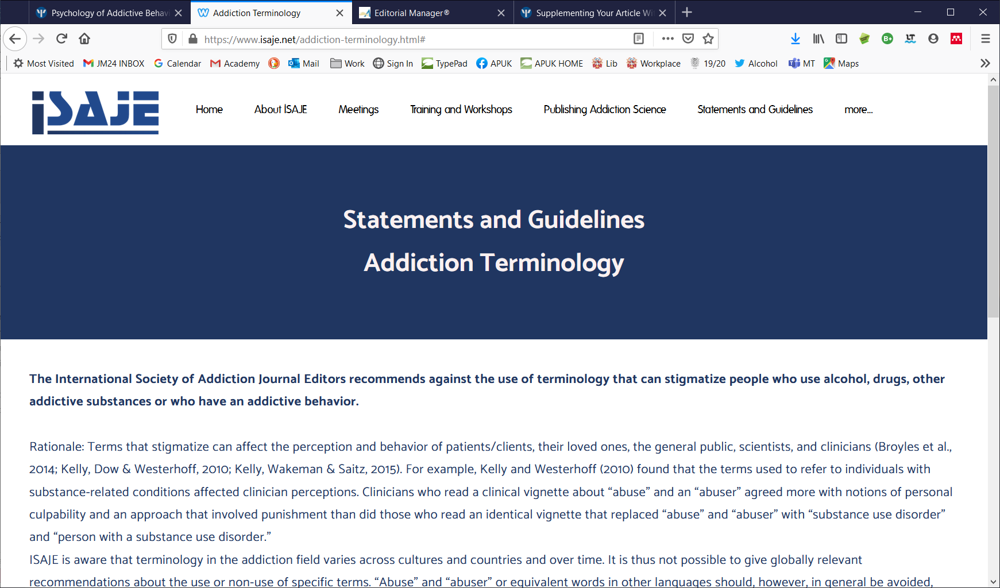 Psychology of Addictive Behavi
Addiction Terminology
Editorial Manager®
Supplementing Your Article Wit
https://www.isaje.net/addiction-terminology.html#
Most Visited JM24 INBOX Calendar Academy Mail Work Sign In TypePad APUK APUK HOME Lib Workplace 19/20 Alcohol MT Maps
iSAJE
Home About ISAJE Meetings Training and Workshops Publishing Addiction Science Statements and Guidelines more...
Statements and Guidelines
Addiction Terminology
The International Society of Addiction Journal Editors recommends against the use of terminology that can stigmatize people who use alcohol, drugs, other
addictive substances or who have an addictive behavior.
Rationale: Terms that stigmatize can affect the perception and behavior of patients/clients, their loved ones, the general public, scientists, and clinicians (Broyles et al.,
2014; Kelly, Dow & Westerhoff, 2010; Kelly, Wakeman & Saitz, 2015). For example, Kelly and Westerhoff (2010) found that the terms used to refer to individuals with
substance-related conditions affected clinician perceptions. Clinicians who read a clinical vignette about “abuse” and an “abuser” agreed more with notions of personal
culpability and an approach that involved punishment than did those who read an identical vignette that replaced “abuse” and “abuser” with “substance use disorder”
and “person with a substance use disorder.”
ISAJE is aware that terminology in the addiction field varies across cultures and countries and over time. It is thus not possible to give globally relevant
recommendations about the use or non-use of specific terms. “Abuse” and “abuser” or equivalent words in other languages should, however, in general be avoided,